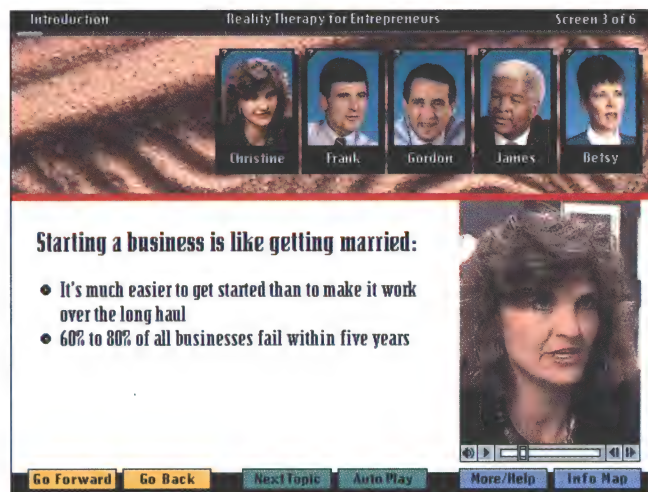 Introduction
Reality Therapy for Entrepreneurs
Screen 3 of 6
?
?
?
?
?
Christine
Frank
Gordon
James
Betsy
Starting a business is like getting married:
• It's much easier to get started than to make it work
over the long haul
• 60% to 80% of all businesses fail within five years
Go Forward
Go Back
Next Topic
Auto Play
More/Help
Info Map